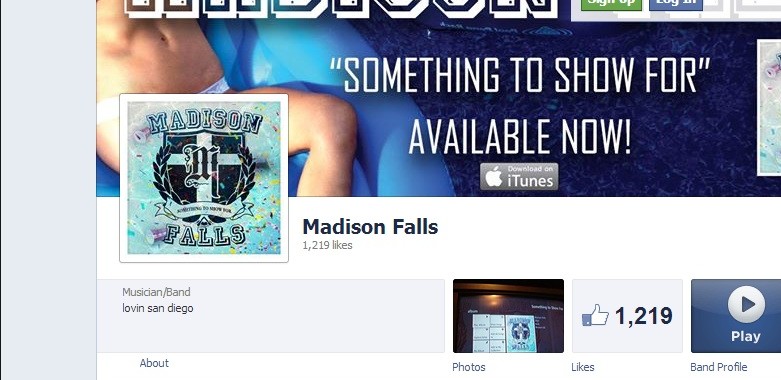 MADISON
Sign Up
Log In
"SOMETHING TO SHOW FOR"
AVAILABLE NOW!
Download on
iTunes
MADISON
M
SOMETHING TO SHOW FOR
FALLS
Madison Falls
1,219 likes
Musician/Band
lovin san diego
1,219
Play
About
Photos
Likes
Band Profile